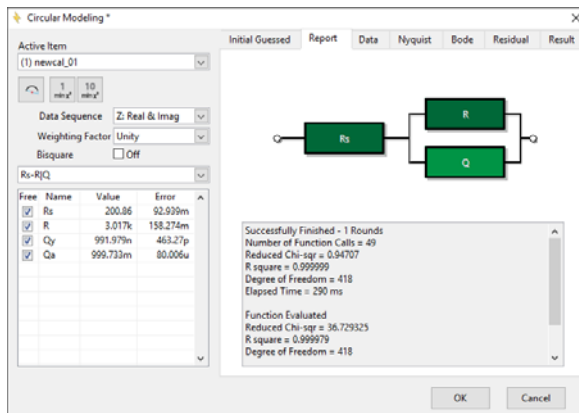 Circular Modeling *
Active Item
(1) newcal_01
1
min χ²
10
min χ²
Data Sequence Z: Real & Imag
Weighting Factor Unity
Bisquare Off
Rs-R|Q
Free Name Value Error
Rs 200.86 92.939m
R 3.017k 158.274m
Qy 991.979n 463.27p
Qa 999.733m 80.006u
Initial Guessed Report Data Nyquist Bode Residual Result
Rs
R
Q
Successfully Finished - 1 Rounds
Number of Function Calls = 49
Reduced Chi-sqr = 0.94707
R square = 0.999999
Degree of Freedom = 418
Elapsed Time = 290 ms
Function Evaluated
Reduced Chi-sqr = 36.729325
R square = 0.999979
Degree of Freedom = 418
OK Cancel